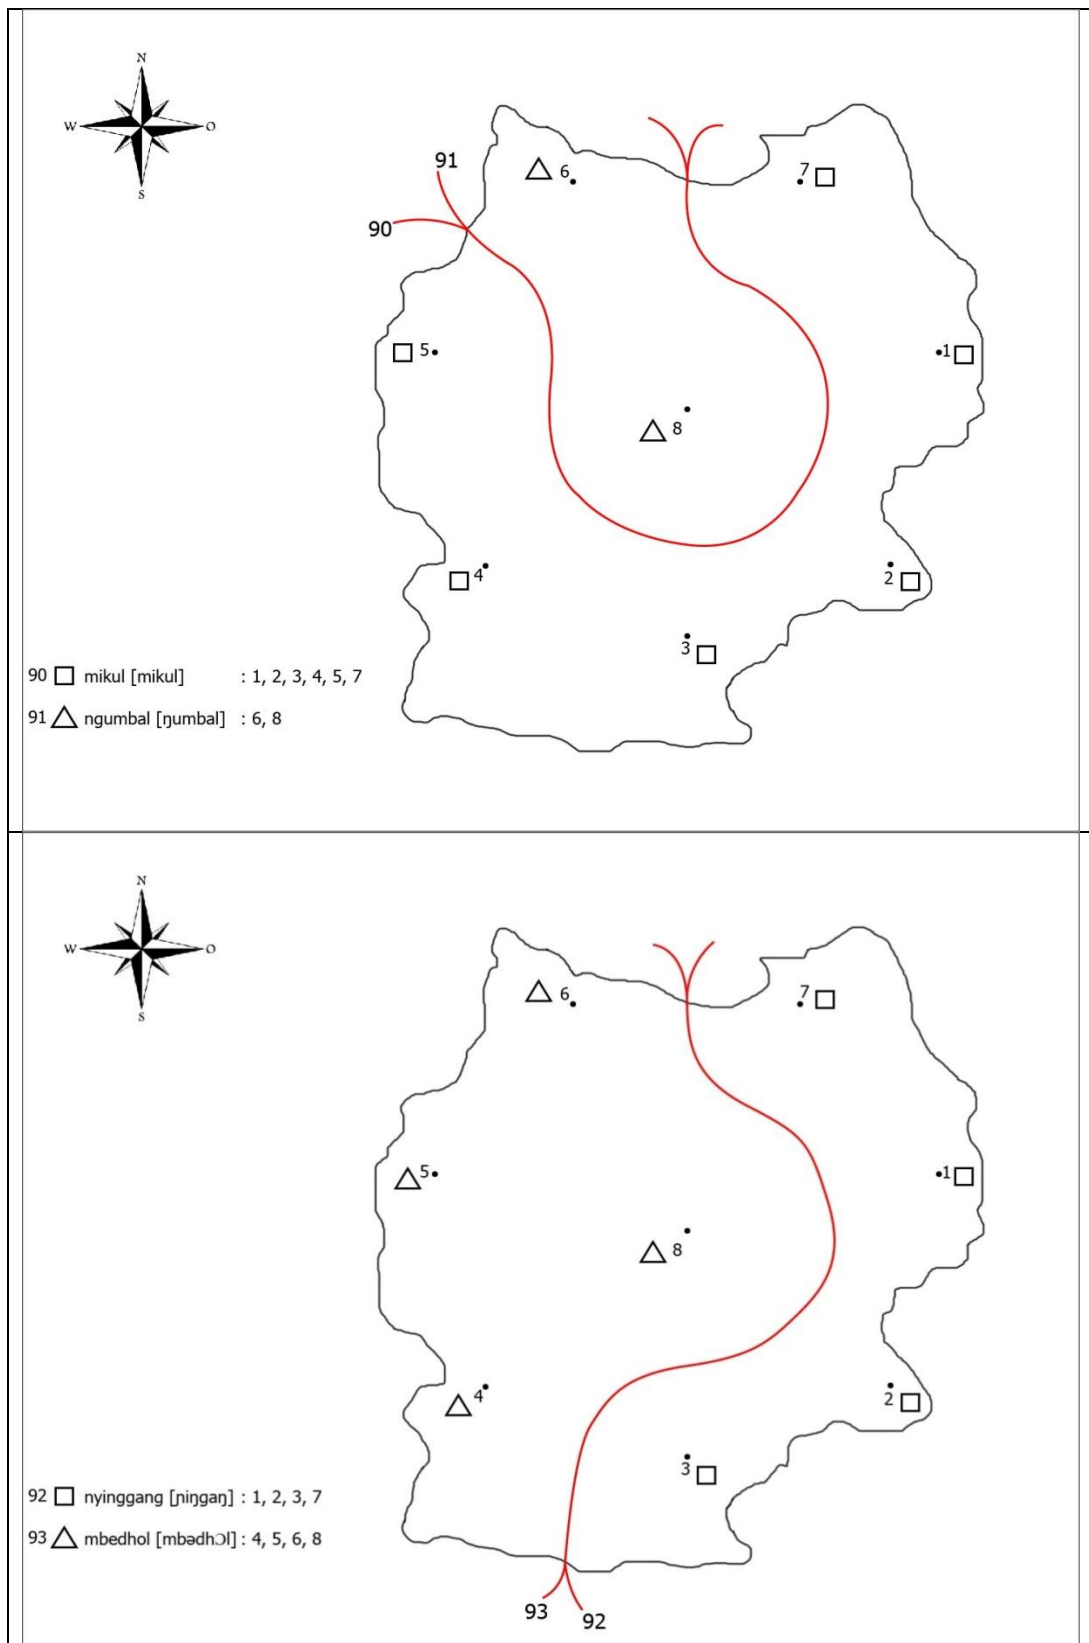 N
W
O
S
91
90
6
7
5
1
8
4
2
3
90 mikul [mikul] : 1, 2, 3, 4, 5, 7
91 ngumbal [ŋumbal] : 6, 8
N
W
O
S
6
7
5
1
8
4
2
3
92 nyinggang [ɲiŋgaŋ] : 1, 2, 3, 7
93 mbedhol [mbədhɔl] : 4, 5, 6, 8
93
92